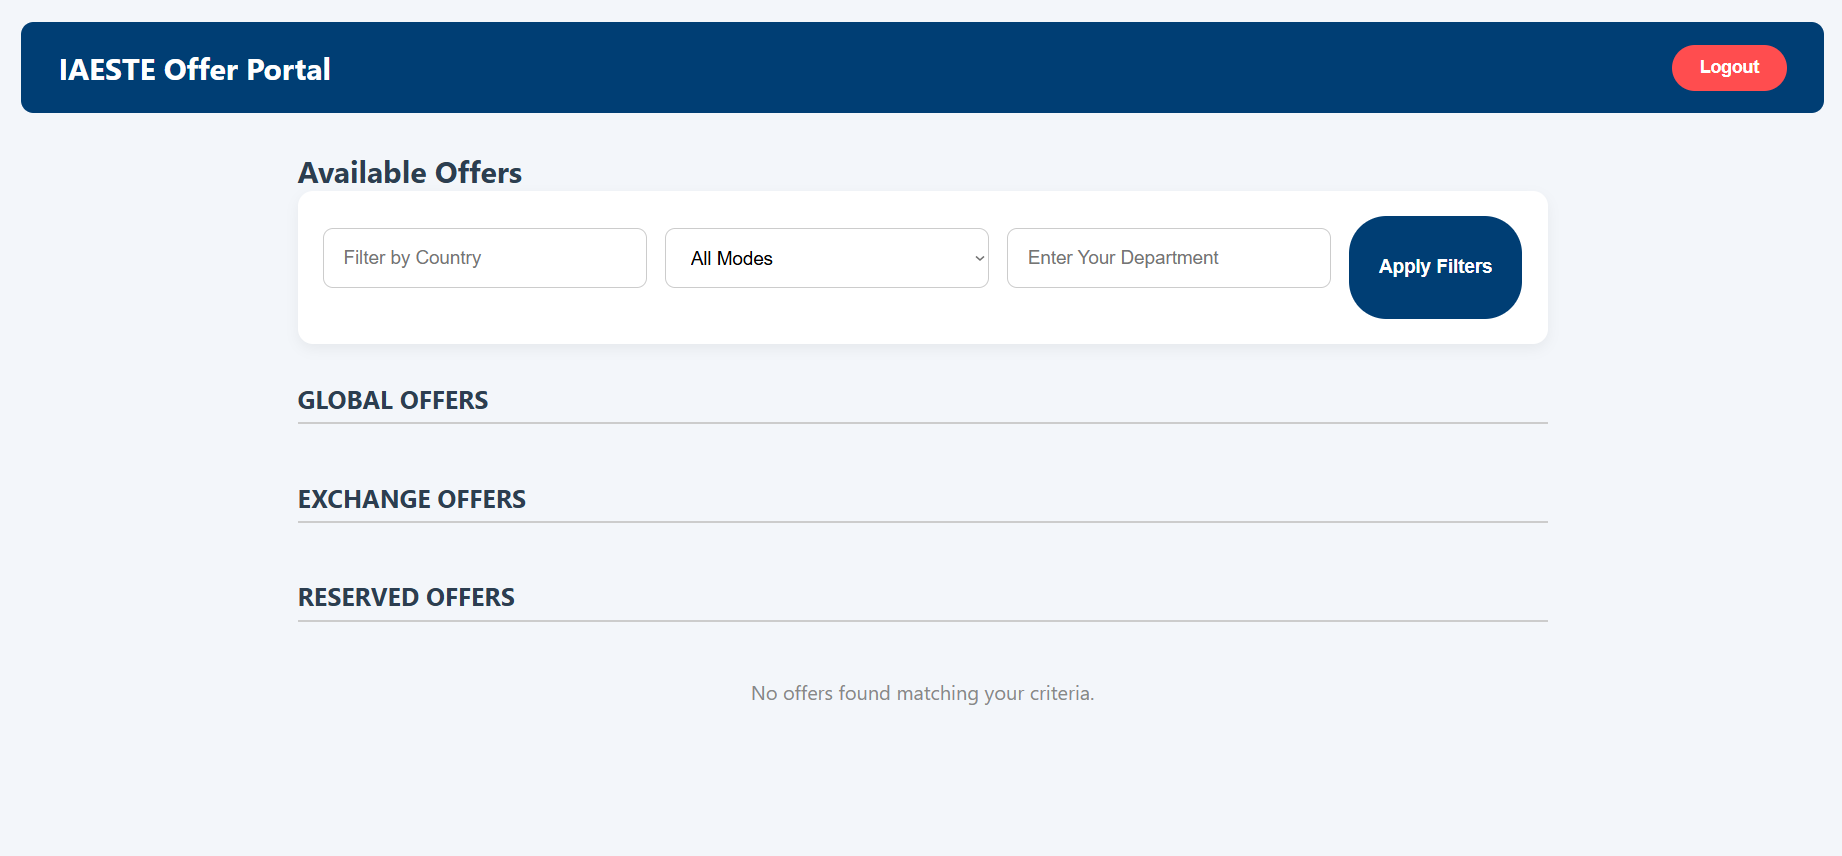 IAESTE Offer Portal
Logout
Available Offers
Filter by Country
All Modes
Enter Your Department
Apply Filters
GLOBAL OFFERS
EXCHANGE OFFERS
RESERVED OFFERS
No offers found matching your criteria.